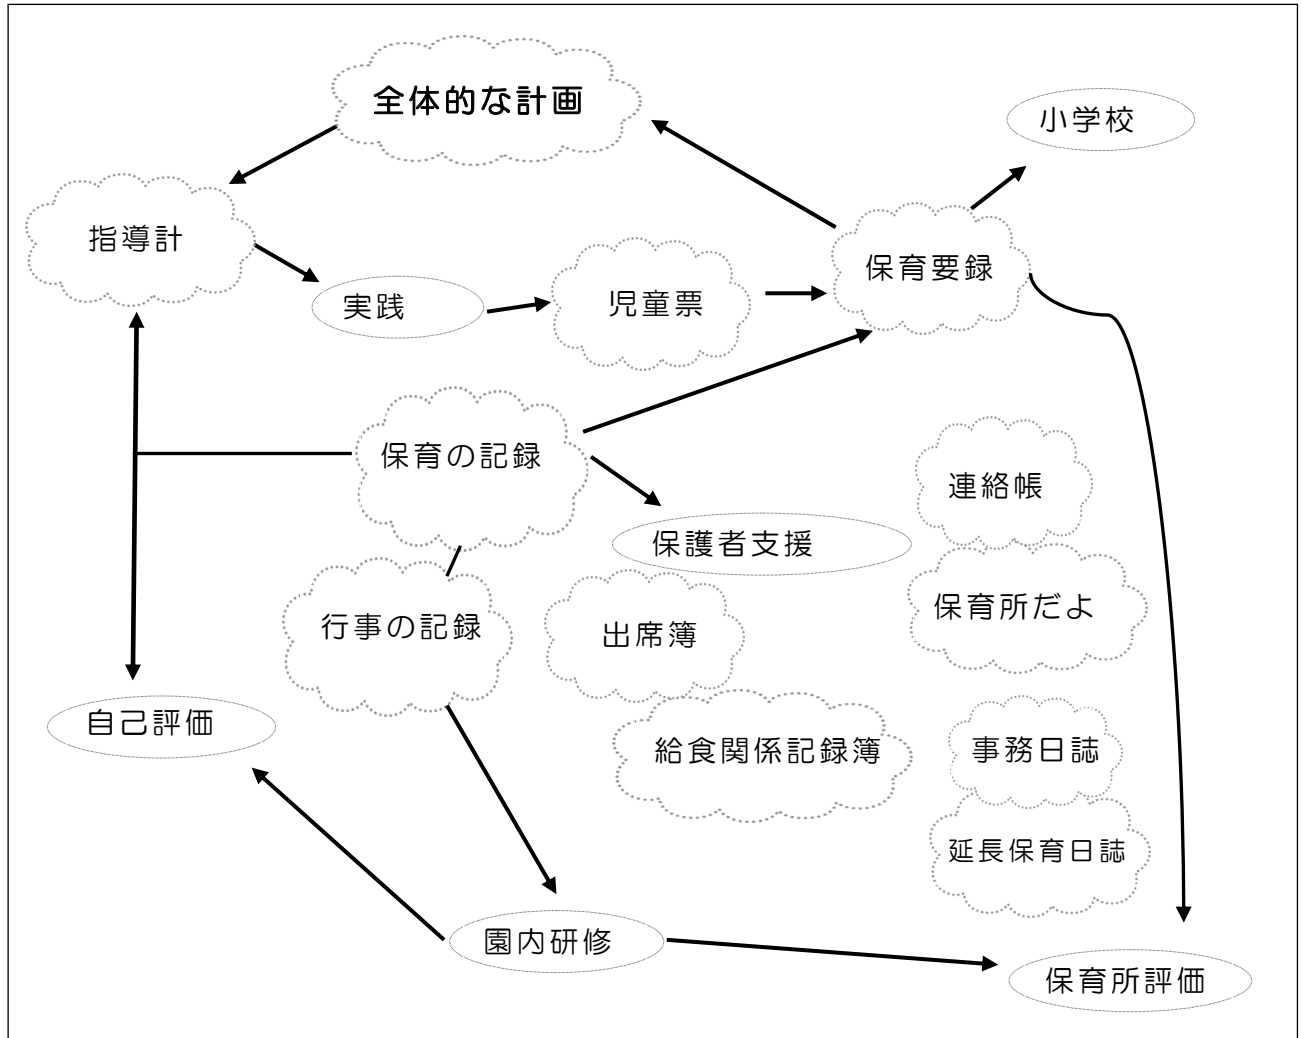 全体的な計画
小学校
指導計
保育要録
実践
児童票
保育の記録
連絡帳
保護者支援
保育所だよ
行事の記録
出席簿
自己評価
給食関係記録簿
事務日誌
延長保育日誌
園内研修
保育所評価